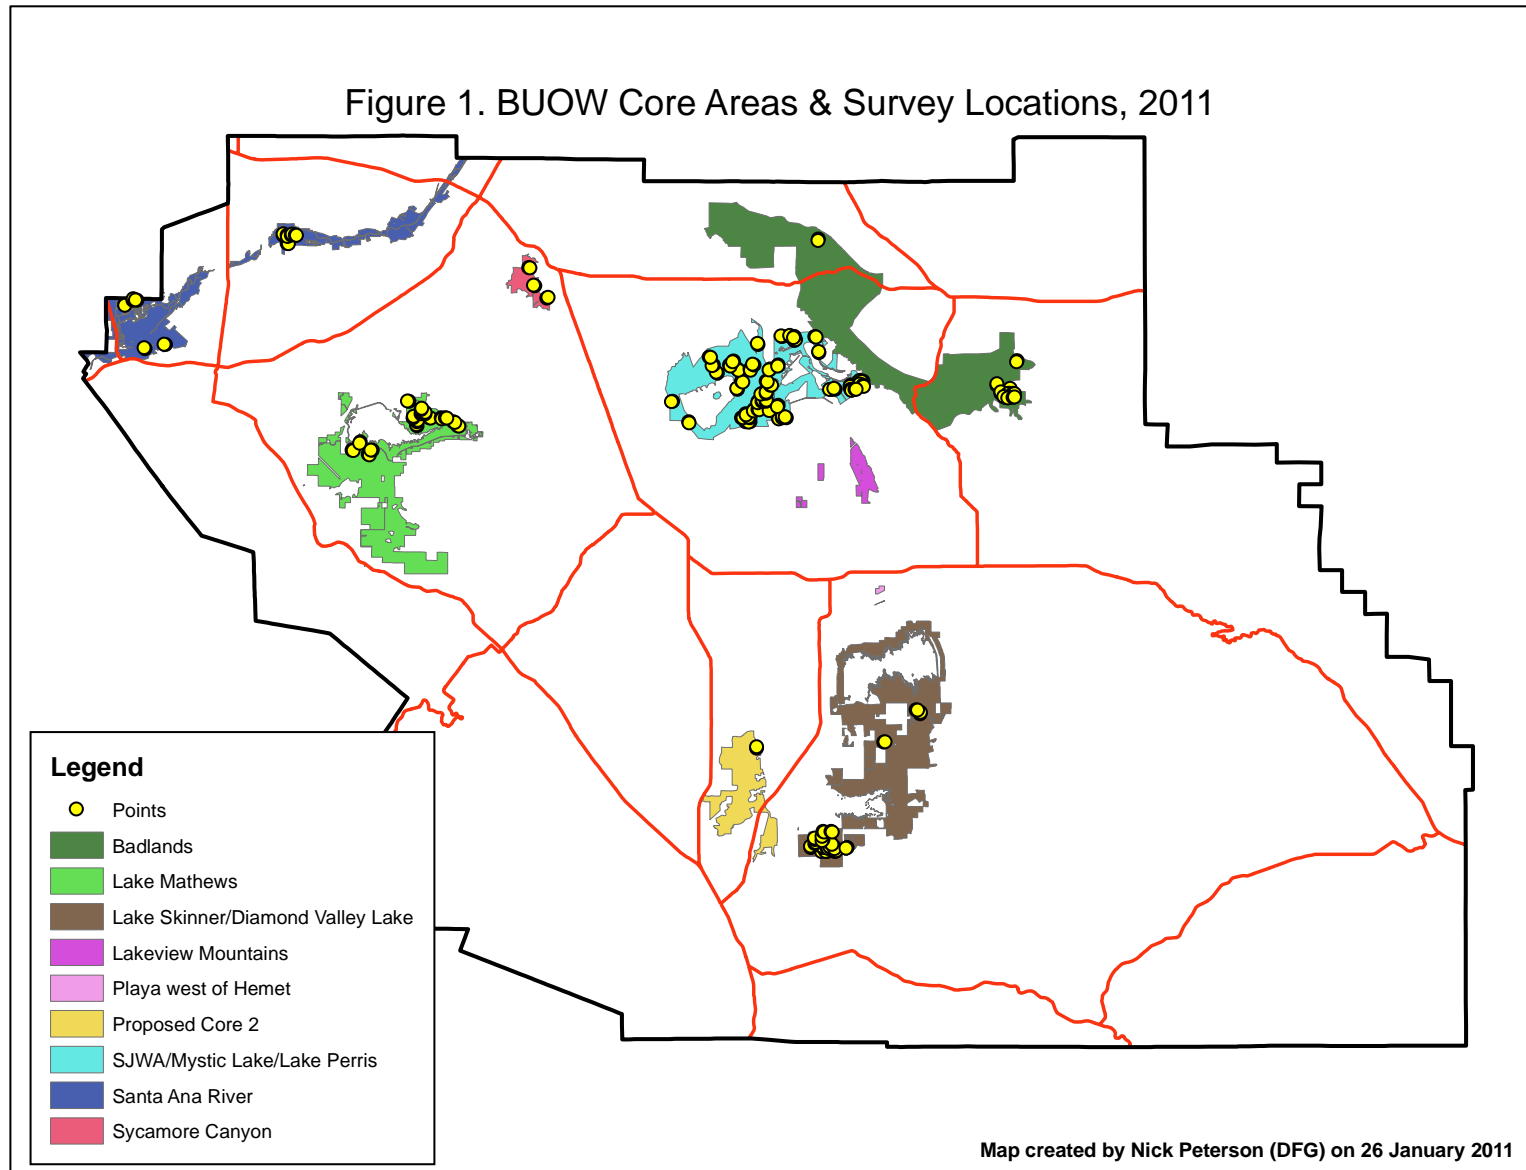 Figure 1. BUOW Core Areas & Survey Locations, 2011
Legend
Points
Badlands
Lake Mathews
Lake Skinner/Diamond Valley Lake
Lakeview Mountains
Playa west of Hemet
Proposed Core 2
SJWA/Mystic Lake/Lake Perris
Santa Ana River
Sycamore Canyon
Map created by Nick Peterson (DFG) on 26 January 2011